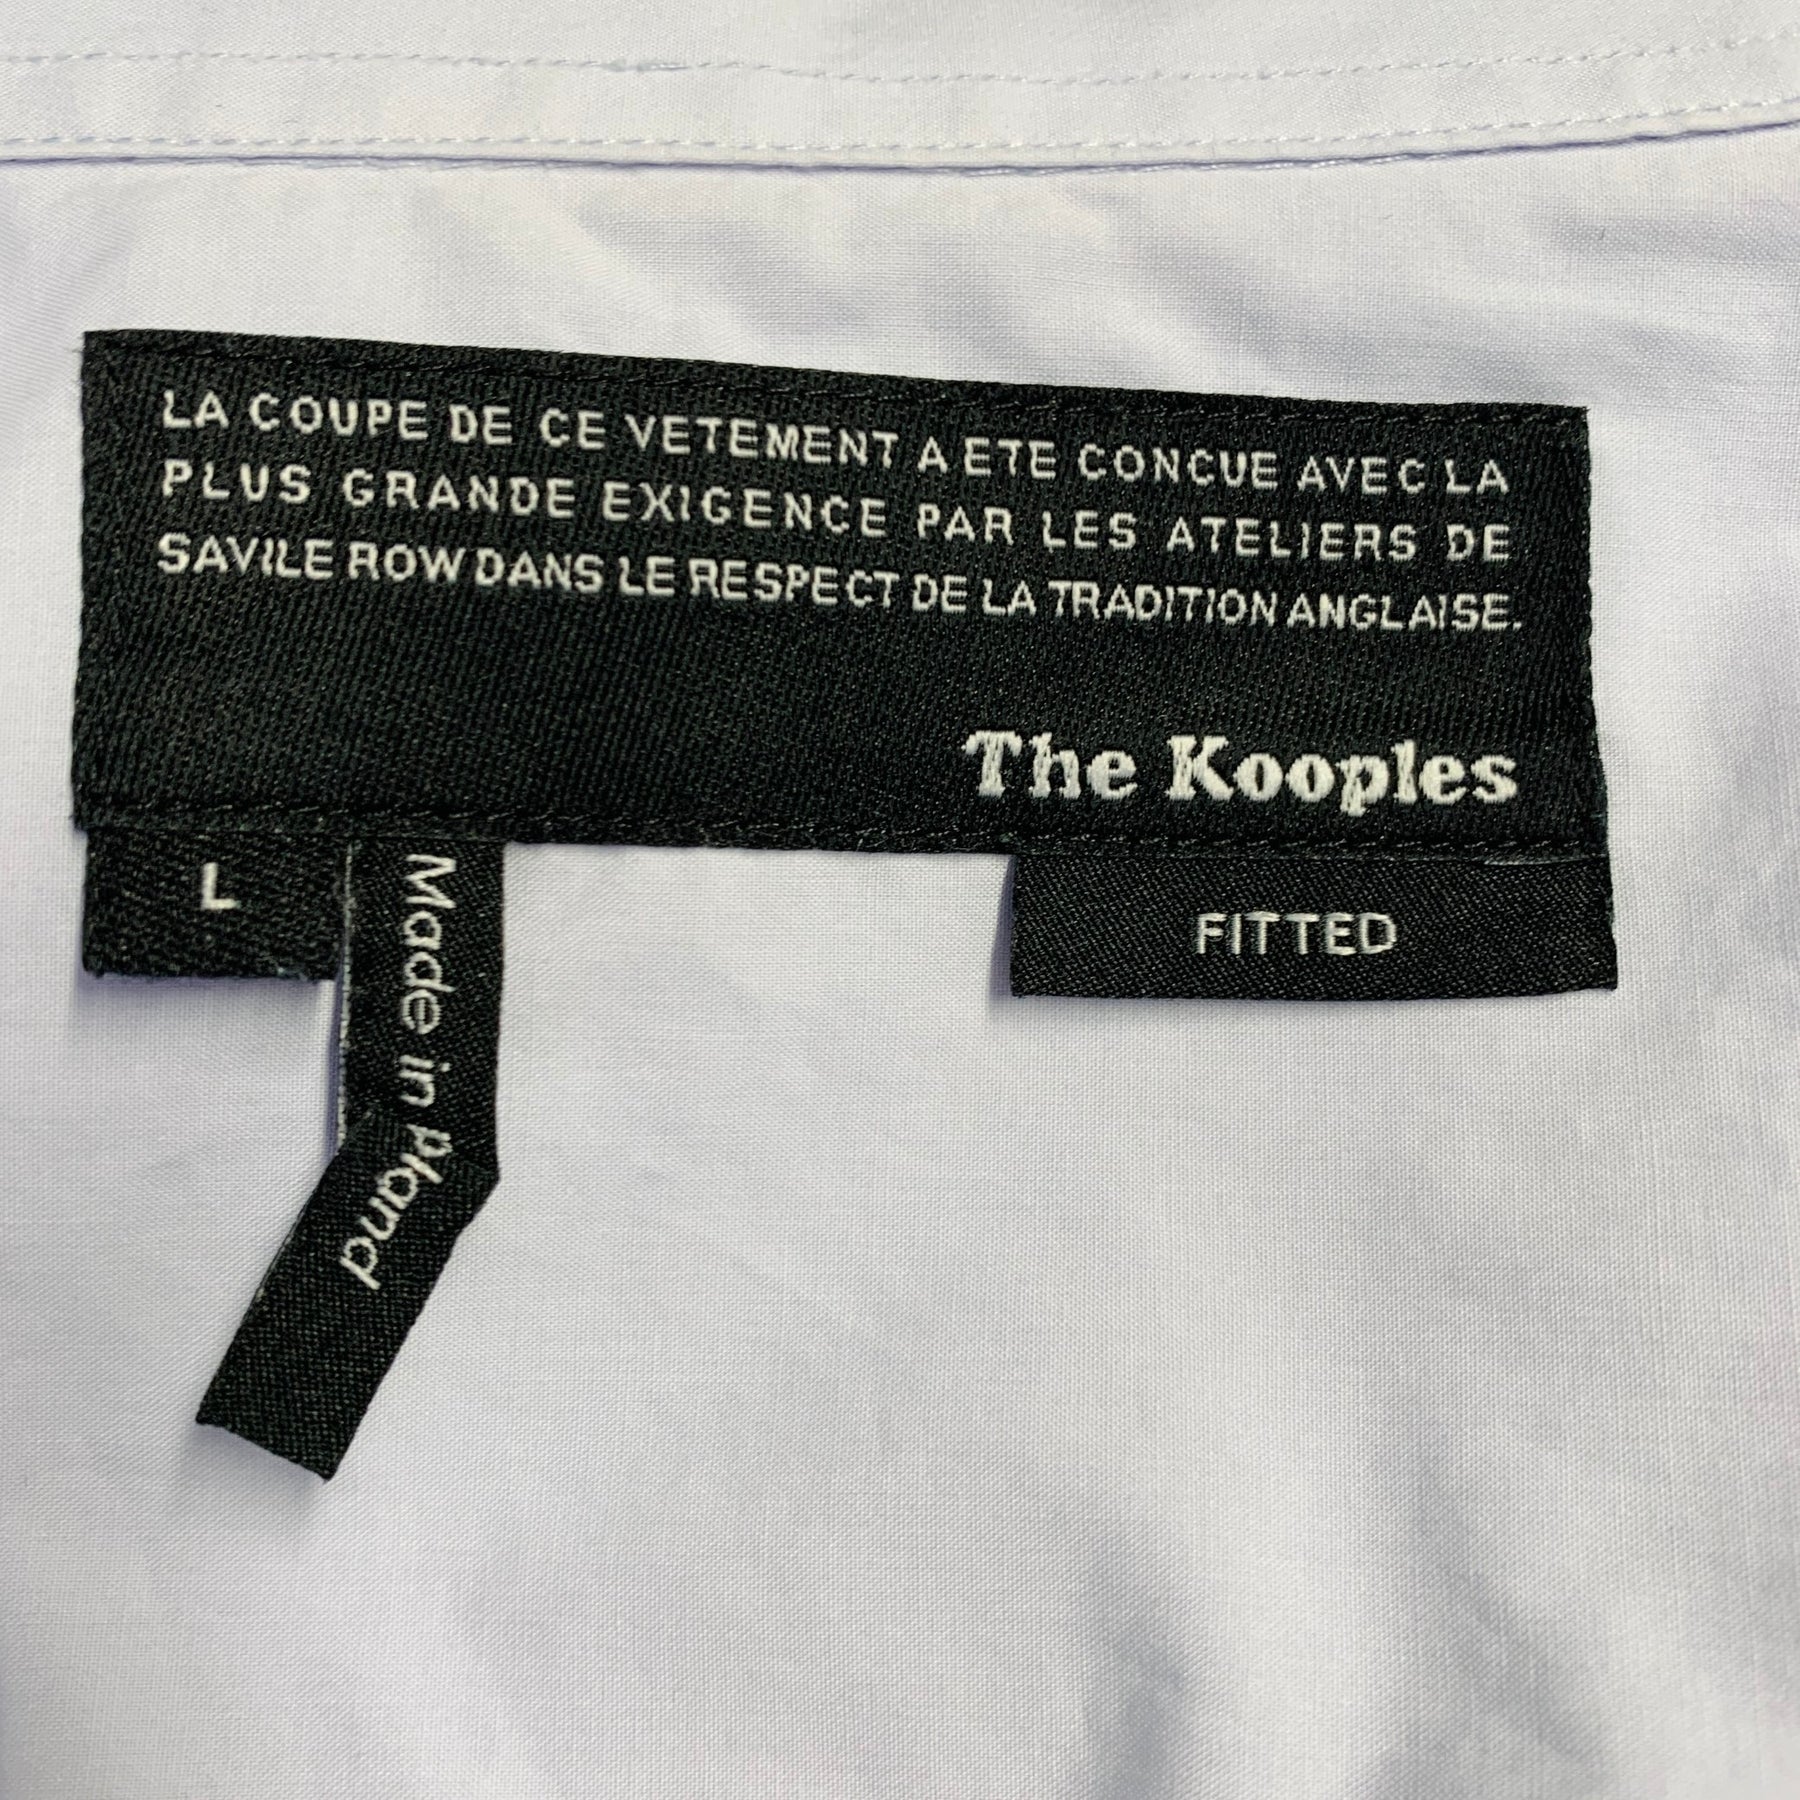 LA COUPE DE CE VETEMENT A ETE CONCUE AVEC LA
PLUS GRANDE EXIGENCE PAR LES ATELIERS DE
SAVILE ROW DANS LE RESPECT DE LA TRADITION ANGLAISE.
The Kooples
L
Made in Pland
FITTED